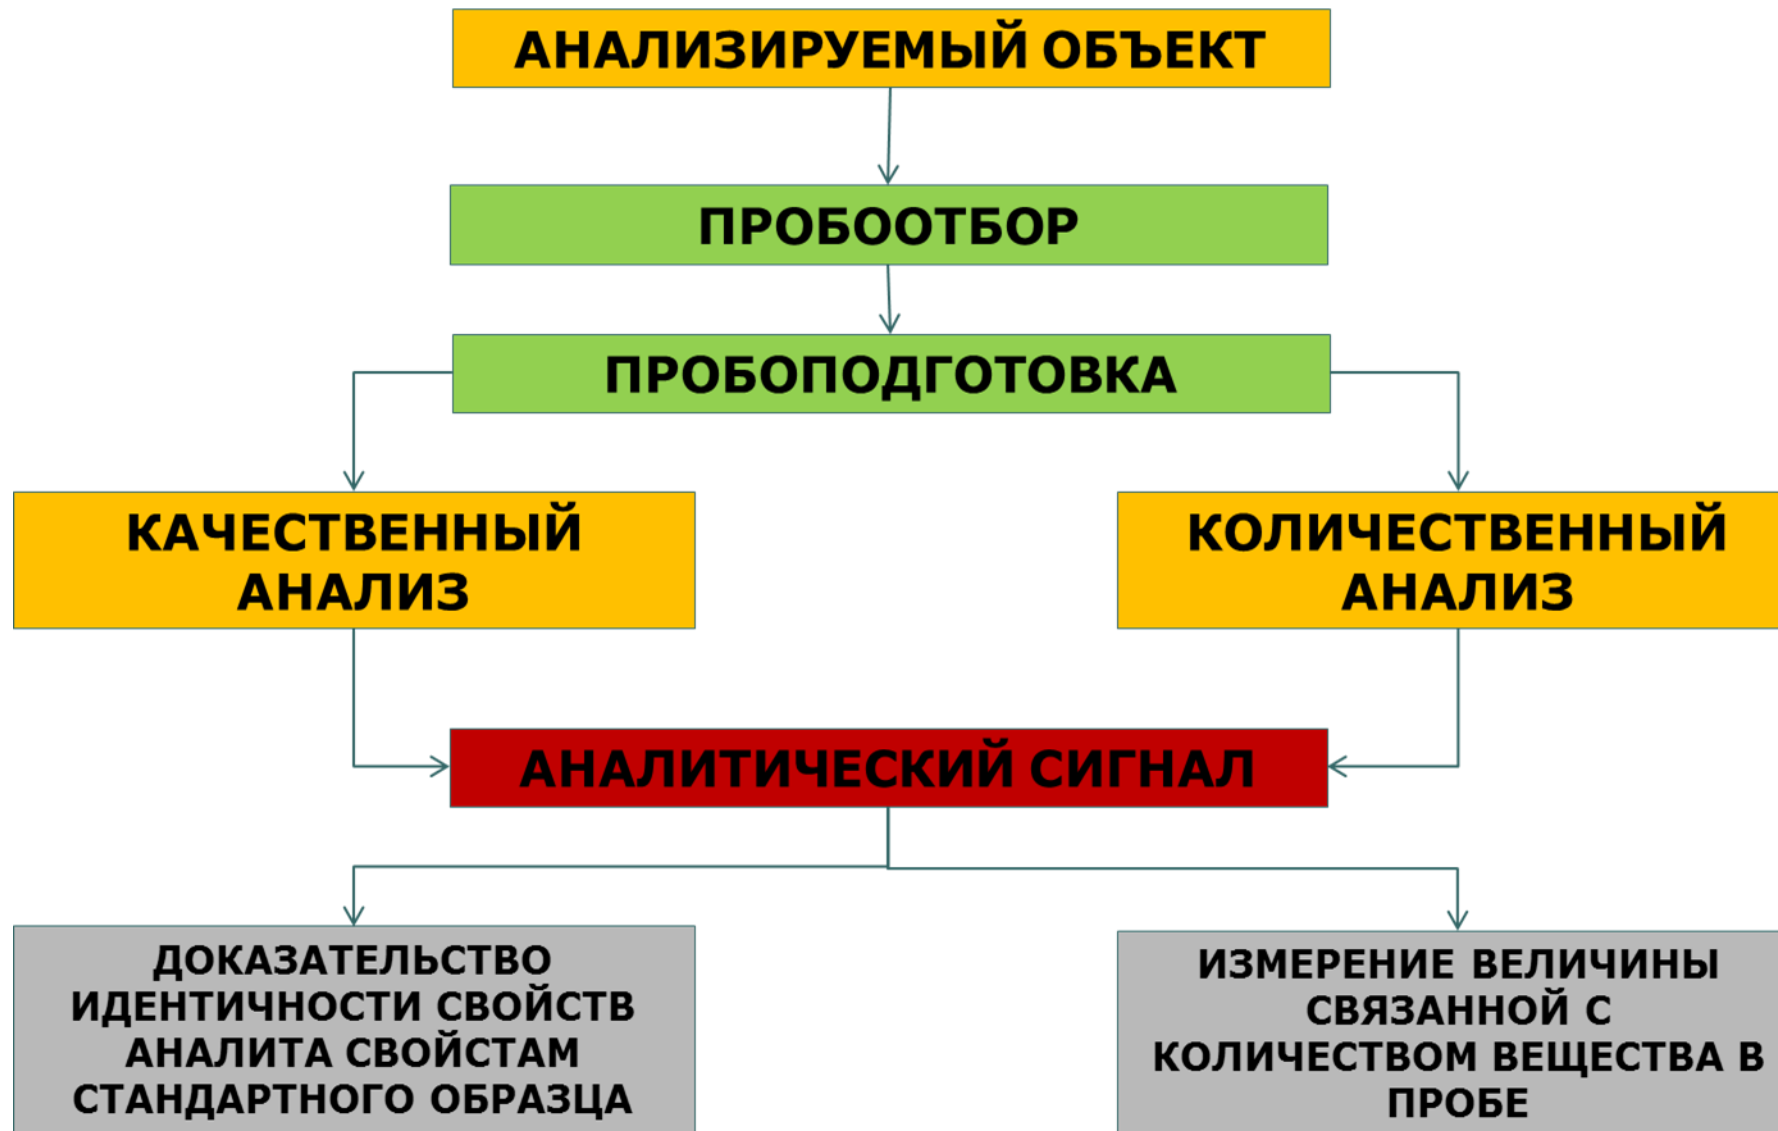 АНАЛИЗИРУЕМЫЙ ОБЪЕКТ
ПРОБООТБОР
ПРОБОПОДГОТОВКА
КАЧЕСТВЕННЫЙ
АНАЛИЗ
КОЛИЧЕСТВЕННЫЙ
АНАЛИЗ
АНАЛИТИЧЕСКИЙ СИГНАЛ
ДОКАЗАТЕЛЬСТВО
ИДЕНТИЧНОСТИ СВОЙСТВ
АНАЛИТА СВОЙСТАМ
СТАНДАРТНОГО ОБРАЗЦА
ИЗМЕРЕНИЕ ВЕЛИЧИНЫ
СВЯЗАННОЙ С
КОЛИЧЕСТВОМ ВЕЩЕСТВА В
ПРОБЕ